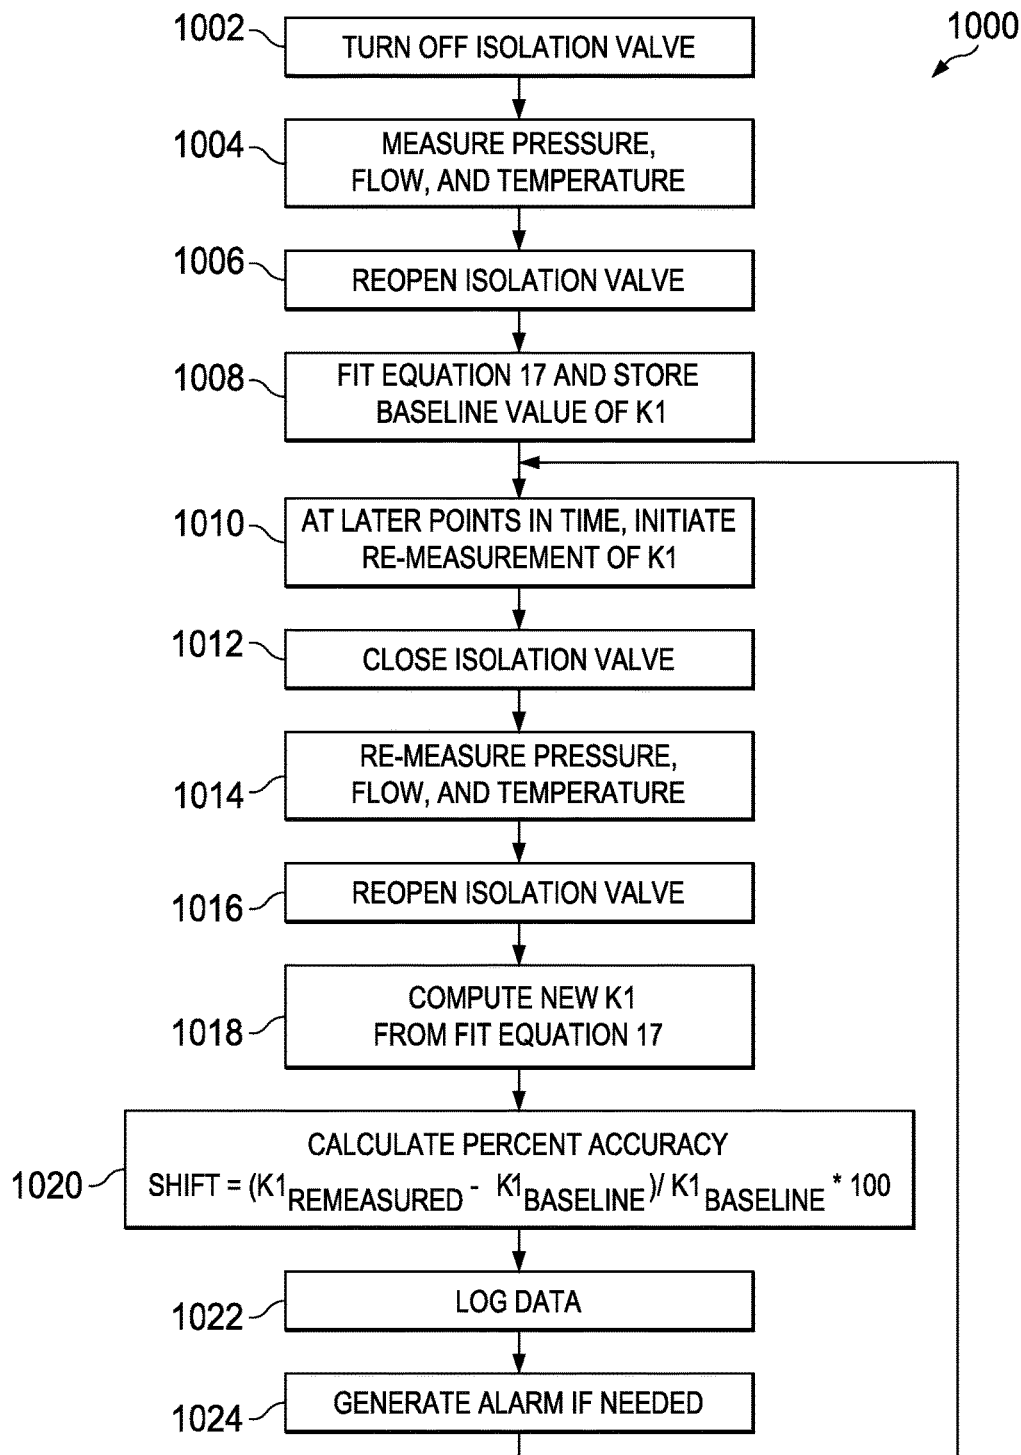 1000
1002
TURN OFF ISOLATION VALVE
1004
MEASURE PRESSURE,
FLOW, AND TEMPERATURE
1006
REOPEN ISOLATION VALVE
1008
FIT EQUATION 17 AND STORE
BASELINE VALUE OF K1
1010
AT LATER POINTS IN TIME, INITIATE
RE-MEASUREMENT OF K1
1012
CLOSE ISOLATION VALVE
1014
RE-MEASURE PRESSURE,
FLOW, AND TEMPERATURE
1016
REOPEN ISOLATION VALVE
1018
COMPUTE NEW K1
FROM FIT EQUATION 17
1020
CALCULATE PERCENT ACCURACY
SHIFT = (K1REMEASURED - K1BASELINE)/ K1BASELINE * 100
1022
LOG DATA
1024
GENERATE ALARM IF NEEDED